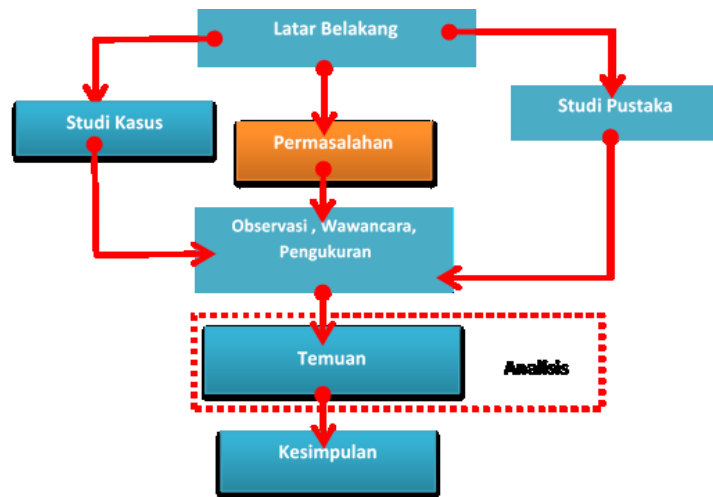 Latar Belakang
Studi Kasus
Studi Pustaka
Permasalahan
Observasi , Wawancara,
Pengukuran
Temuan
Analisis
Kesimpulan